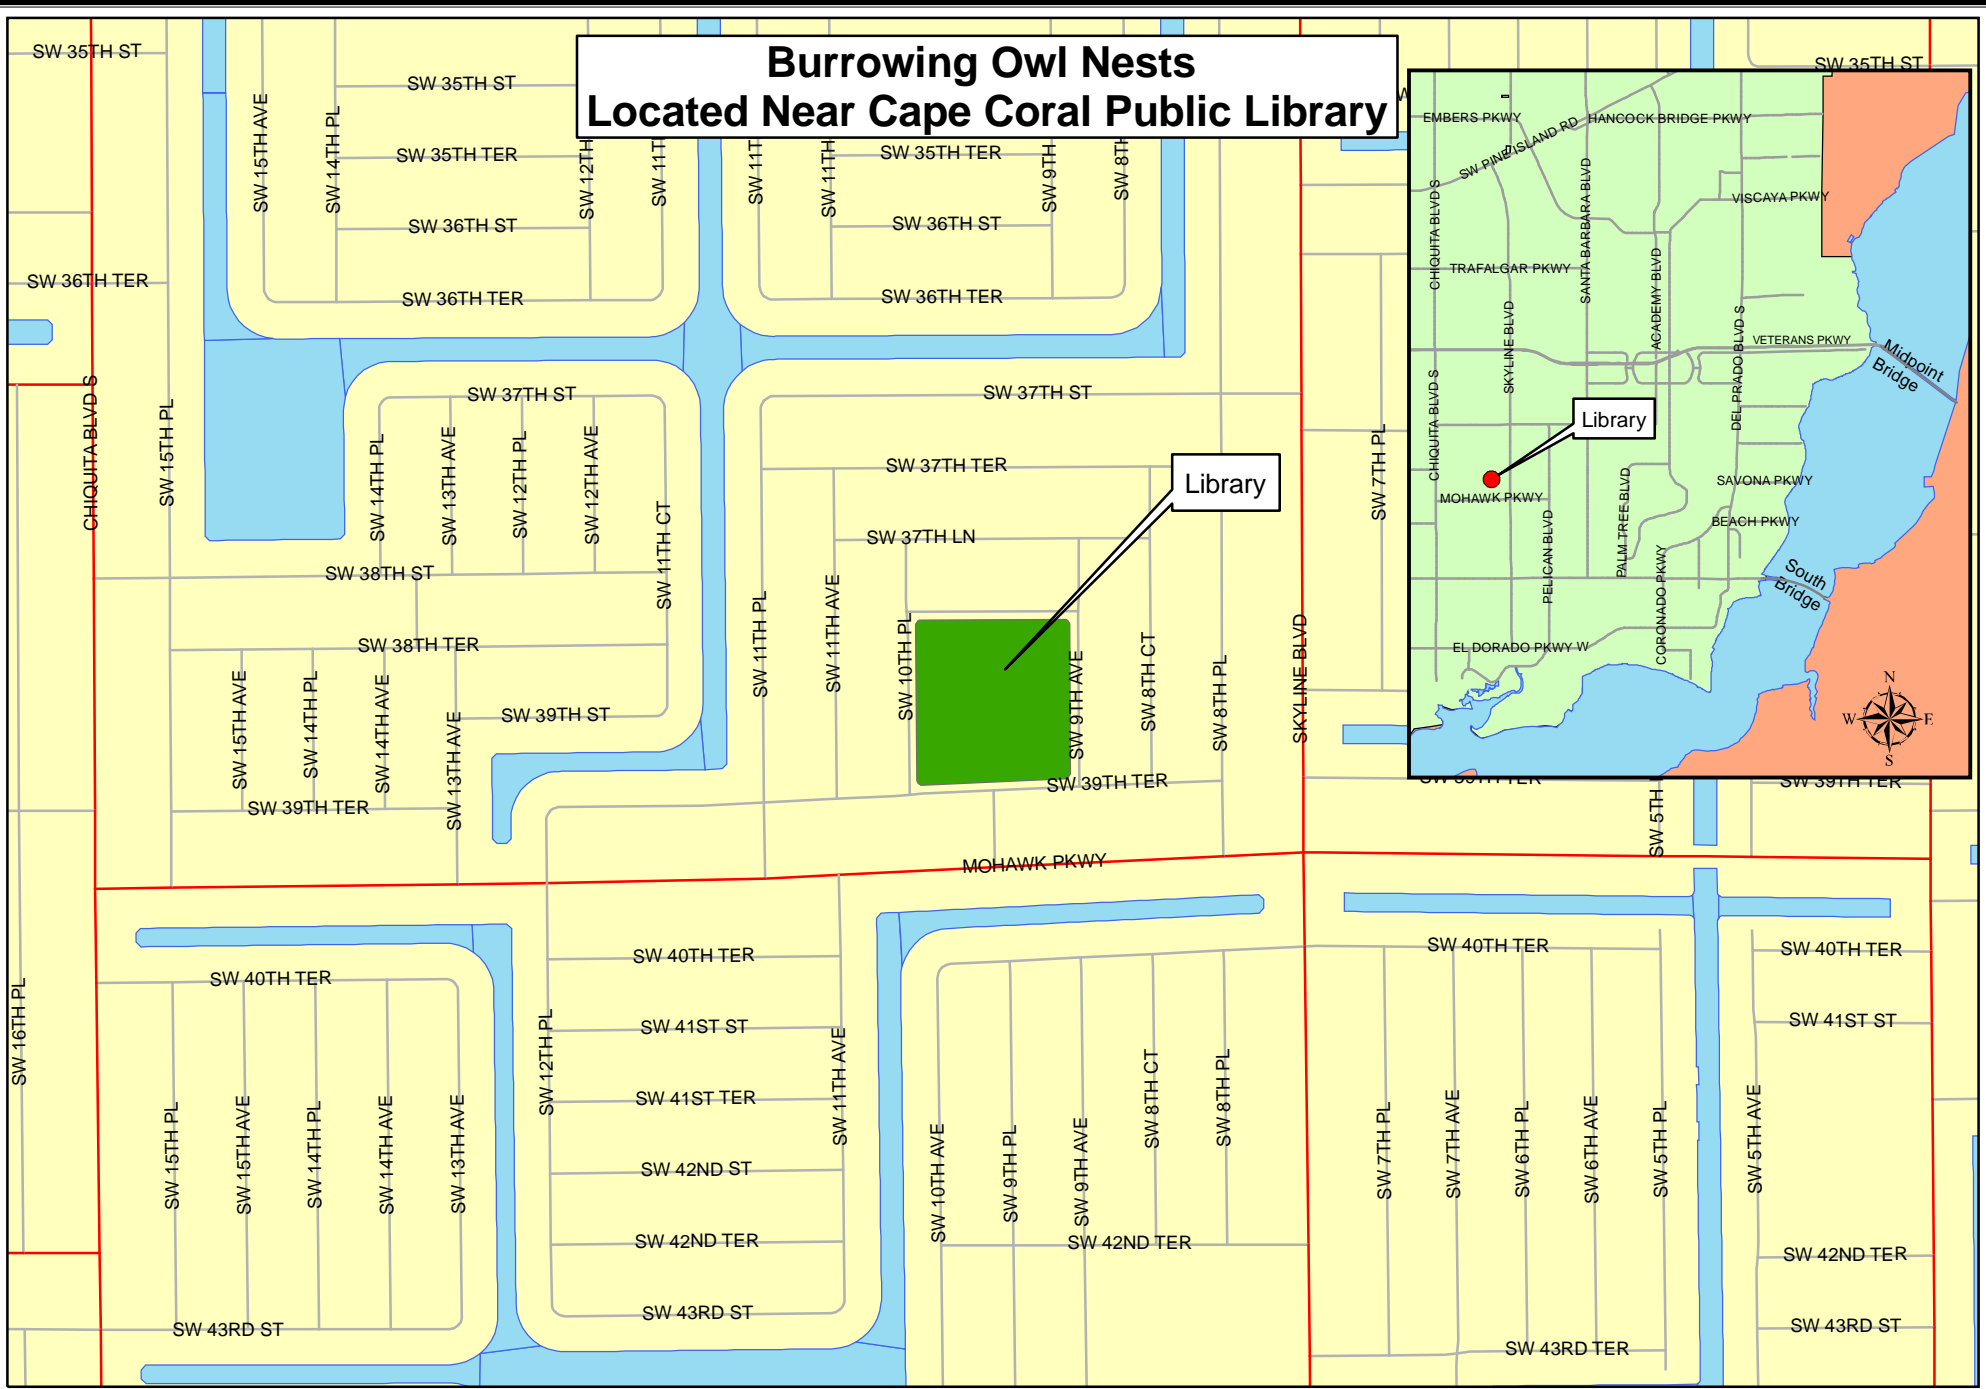 Burrowing Owl Nests
Located Near Cape Coral Public Library
SW 35TH ST
SW 35TH ST
SW 35TH ST
SW 15TH AVE
SW 14TH PL
SW 35TH TER
SW 12TH
SW 11T
SW 11T
SW 11TH
SW 35TH TER
SW 9TH
SW 8TH
SW 36TH ST
SW 36TH ST
SW 36TH TER
SW 36TH TER
SW 36TH TER
CHIQUITA BLVD S
SW 15TH PL
SW 37TH ST
SW 37TH ST
SW 14TH PL
SW 13TH AVE
SW 12TH PL
SW 12TH AVE
SW 11TH CT
SW 37TH TER
Library
SW 7TH PL
SW 37TH LN
SW 38TH ST
SW 11TH PL
SW 11TH AVE
SW 10TH PL
SW 9TH AVE
SW 8TH CT
SW 8TH PL
SKYLINE BLVD
SW 38TH TER
SW 15TH AVE
SW 14TH PL
SW 14TH AVE
SW 13TH AVE
SW 39TH ST
SW 39TH TER
SW 39TH TER
SW 39TH TER
SW 39TH TER
SW 5TH
MOHAWK PKWY
SW 16TH PL
SW 40TH TER
SW 40TH TER
SW 40TH TER
SW 40TH TER
SW 12TH PL
SW 41ST ST
SW 41ST ST
SW 11TH AVE
SW 41ST TER
SW 15TH PL
SW 15TH AVE
SW 14TH PL
SW 14TH AVE
SW 13TH AVE
SW 10TH AVE
SW 9TH PL
SW 9TH AVE
SW 8TH CT
SW 8TH PL
SW 7TH PL
SW 7TH AVE
SW 6TH PL
SW 6TH AVE
SW 5TH PL
SW 5TH AVE
SW 42ND ST
SW 42ND TER
SW 42ND TER
SW 42ND TER
SW 43RD ST
SW 43RD ST
SW 43RD ST
SW 43RD TER
EMBERS PKWY
SW PINE ISLAND RD
HANCOCK BRIDGE PKWY
CHIQUITA BLVD S
SANTA BARBARA BLVD
VISCAYA PKWY
TRAFALGAR PKWY
ACADEMY BLVD
SKYLINE BLVD
DEL PRADO BLVD S
VETERANS PKWY
Midpoint
Bridge
CHIQUITA BLVD S
Library
MOHAWK PKWY
PELICAN BLVD
PALM TREE BLVD
SAVONA PKWY
BEACH PKWY
CORONADO PKWY
South
Bridge
EL DORADO PKWY W
N
W
E
S